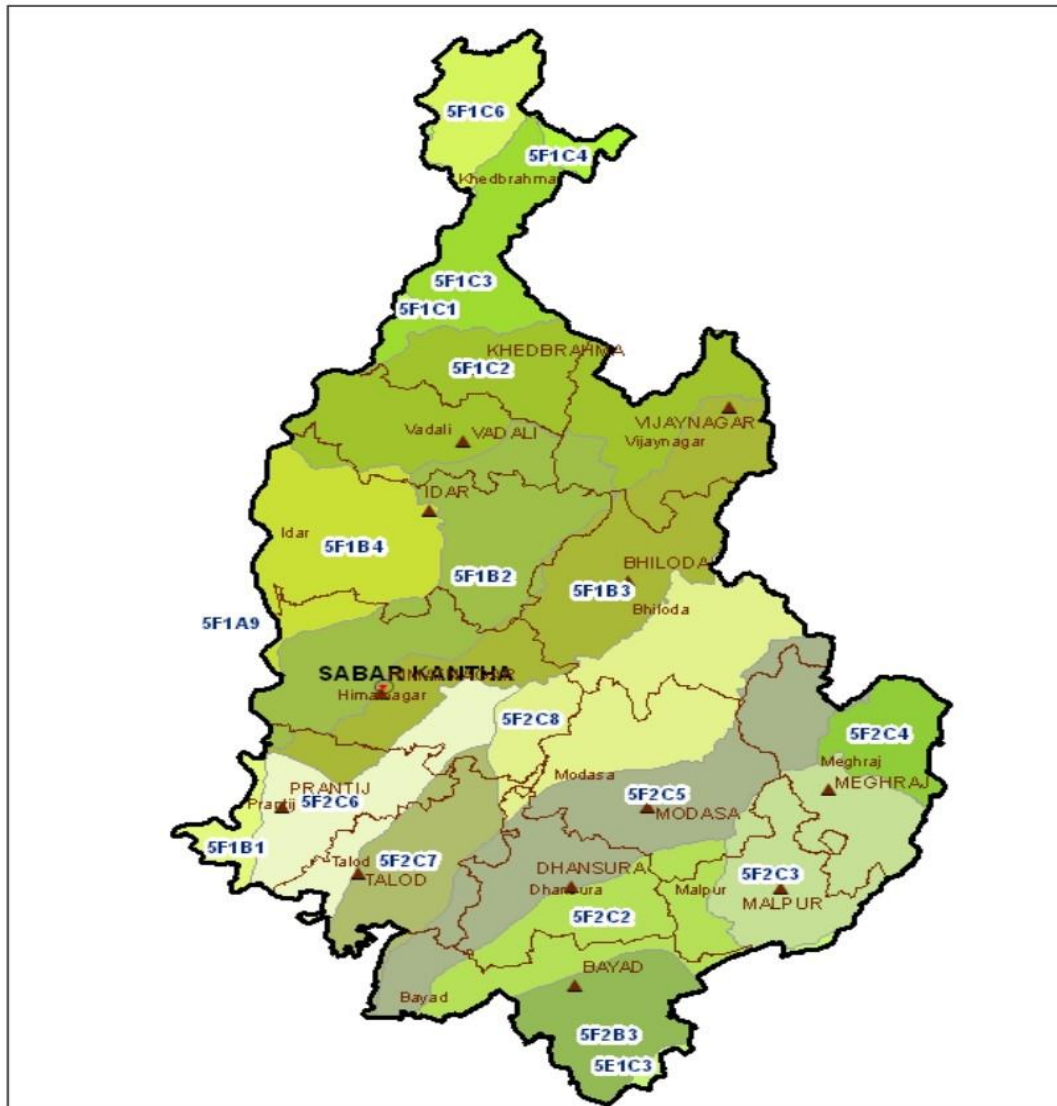 5F1C6
5F1C4
Khedbrahma
5F1C3
5F1C1
KHEDBRAHMA
5F1C2
VIJAYNAGAR
Vadali VADALI Vijaynagar
IDAR
Idar
5F1B4
BHILODA
5F1B2
5F1B3
Bhiloda
5F1A9
SABAR KANTHA
5F2C8
5F2C4
Meghraj
Modasa
PRANTIJ
MEGHRAJ
Prantij
5F2C6
5F2C5
MODASA
5F1B1
Talod 5F2C7
DHANSURA
TALOD
5F2C3
Dhansura Malpur
MALPUR
5F2C2
BAYAD
Bayad
5F2B3
5E1C3